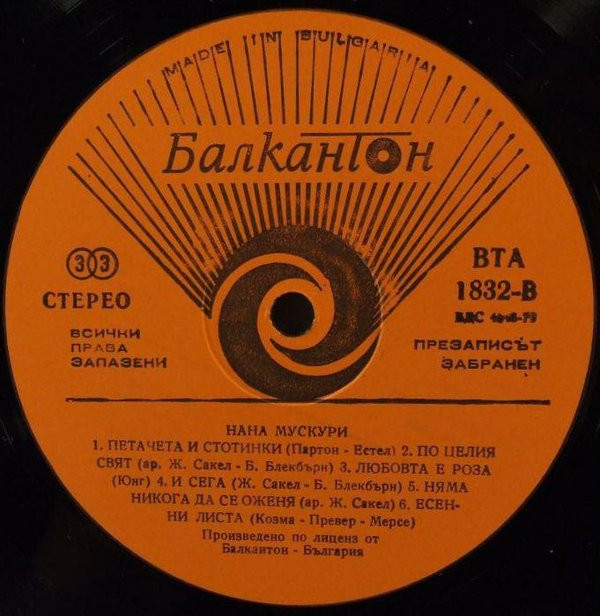 MADE IN BULGARIA
Балкантон
33
СТЕРЕО
ВСИЧКИ
ПРАВА
ЗАПАЗЕНИ
ВТА
1832-В
ВДС
ПРЕЗАПИСЪТ
ЗАБРАНЕН
НАНА МУСКУРИ
1. ПЕТАЧЕТА И СТОТИНКИ (Партон - Естел) 2. ПО ЦЕЛИЯ
СВЯТ (ар. Ж. Сакел - Б. Блекбърн) 3. ЛЮБОВТА Е РОЗА
(Юнг) 4. И СЕГА (Ж. Сакел - Б. Блекбърн) 5. НЯМА
НИКОГА ДА СЕ ОЖЕНЯ (ар. Ж. Сакел) 6. ЕСЕН-
НИ ЛИСТА (Козма - Превер - Мерсе)
Произведено по лиценз от
Балкантон - България